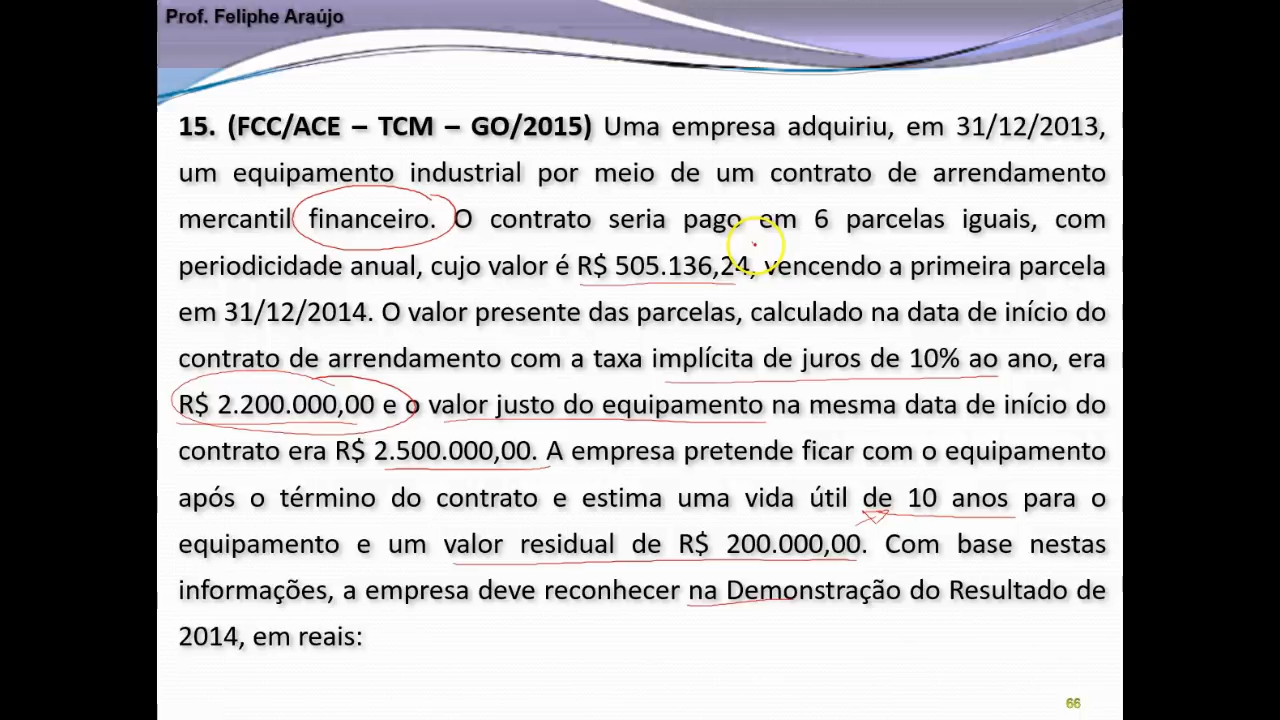 Prof. Feliphe Araújo
15. (FCC/ACE – TCM – GO/2015) Uma empresa adquiriu, em 31/12/2013,
um equipamento industrial por meio de um contrato de arrendamento
mercantil financeiro. O contrato seria pago em 6 parcelas iguais, com
periodicidade anual, cujo valor é R$ 505.136,24, vencendo a primeira parcela
em 31/12/2014. O valor presente das parcelas, calculado na data de início do
contrato de arrendamento com a taxa implícita de juros de 10% ao ano, era
R$ 2.200.000,00 e o valor justo do equipamento na mesma data de início do
contrato era R$ 2.500.000,00. A empresa pretende ficar com o equipamento
após o término do contrato e estima uma vida útil de 10 anos para o
equipamento e um valor residual de R$ 200.000,00. Com base nestas
informações, a empresa deve reconhecer na Demonstração do Resultado de
2014, em reais:
66